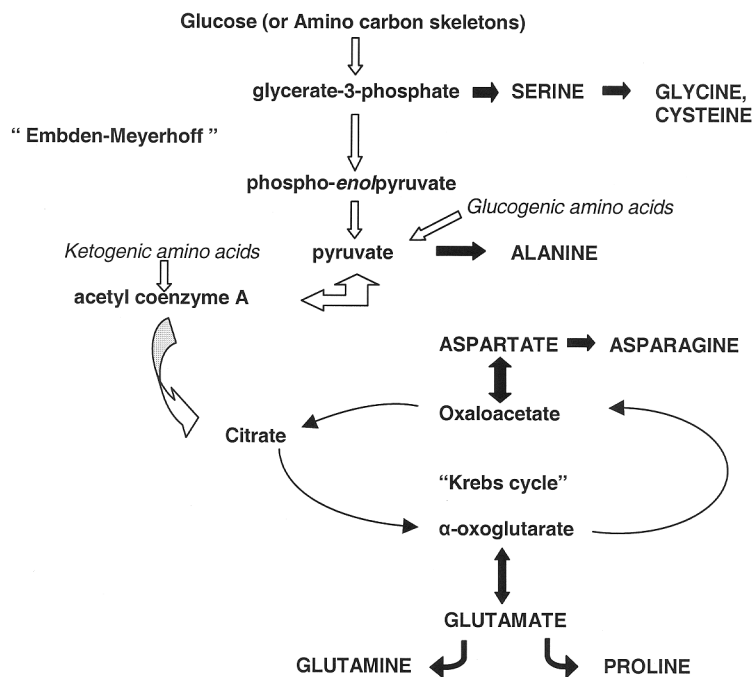 Glucose (or Amino carbon skeletons)
glycerate-3-phosphate SERINE GLYCINE,
CYSTEINE
“ Embden-Meyerhoff ”
phospho-enolpyruvate
Glucogenic amino acids
Ketogenic amino acids pyruvate ALANINE
acetyl coenzyme A
ASPARTATE ASPARAGINE
Oxaloacetate
Citrate
“Krebs cycle”
α-oxoglutarate
GLUTAMATE
GLUTAMINE PROLINE